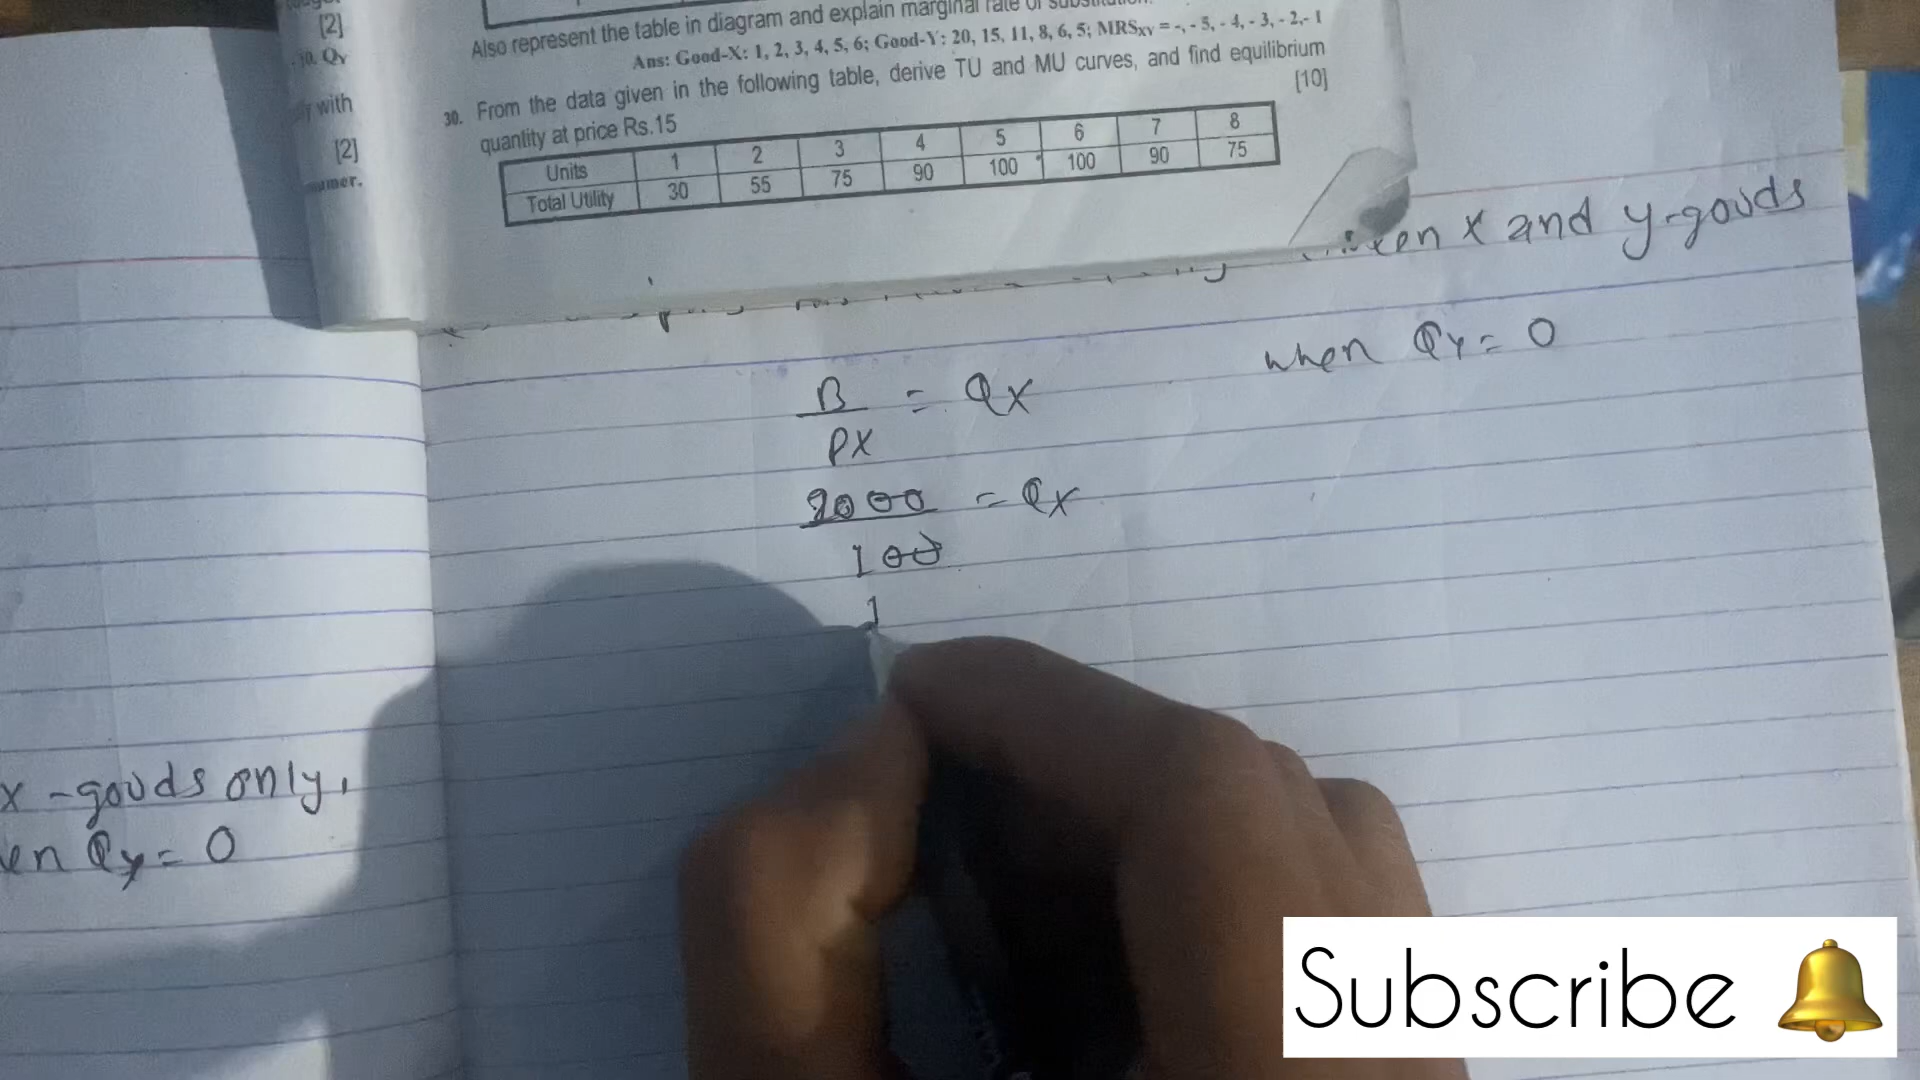 [2]
10. Qy
with
[2]
Also represent the table in diagram and explain marginal rate of substitution.
Ans: Good-X: 1, 2, 3, 4, 5, 6; Good-Y: 20, 15, 11, 8, 6, 5; MRSxy = -, - 5, - 4, - 3, - 2, - 1
30. From the data given in the following table, derive TU and MU curves, and find equilibrium
quantity at price Rs.15 [10]
Units 1 2 3 4 5 6 7 8
Total Utility 30 55 75 90 100 100 90 75
x and y-goods
when Qy = 0
B/PX = QX
/100 = QX
1
x -goods only,
en Qy = 0
Subscribe 🔔